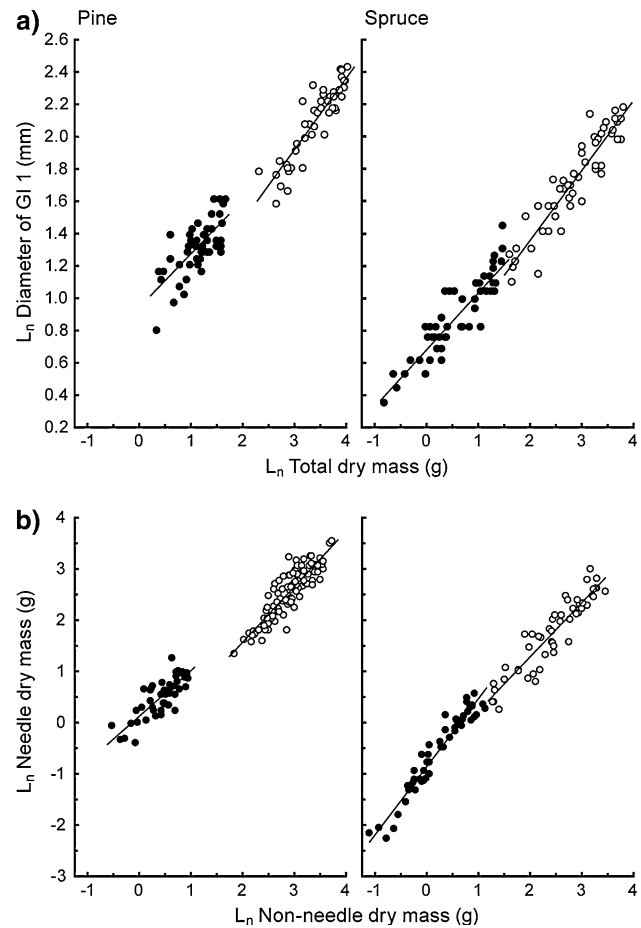 Pine Spruce
a)
2.6
2.4
2.2
2.0
1.8
1.6
1.4
1.2
1.0
0.8
0.6
0.4
0.2
Ln Diameter of GI 1 (mm)
-1 0 1 2 3 4 -1 0 1 2 3 4
Ln Total dry mass (g)
b)
4
3
2
1
0
-1
-2
-3
Ln Needle dry mass (g)
-1 0 1 2 3 4 -1 0 1 2 3 4
Ln Non-needle dry mass (g)